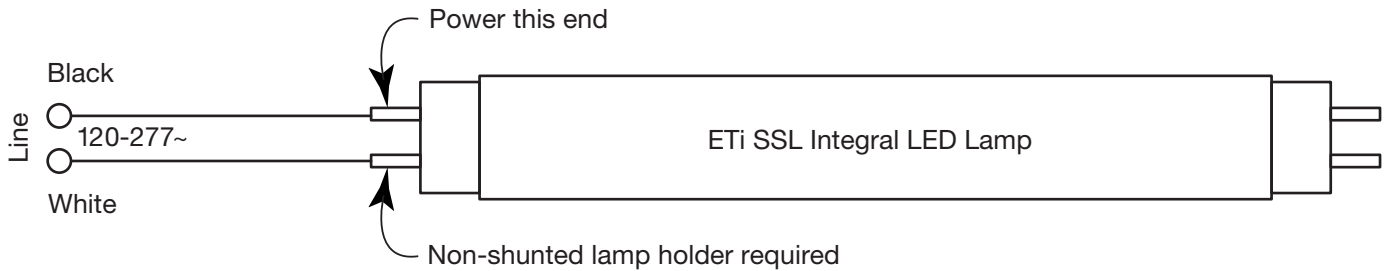 Power this end
Black
Line
120-277~
ETi SSL Integral LED Lamp
White
Non-shunted lamp holder required